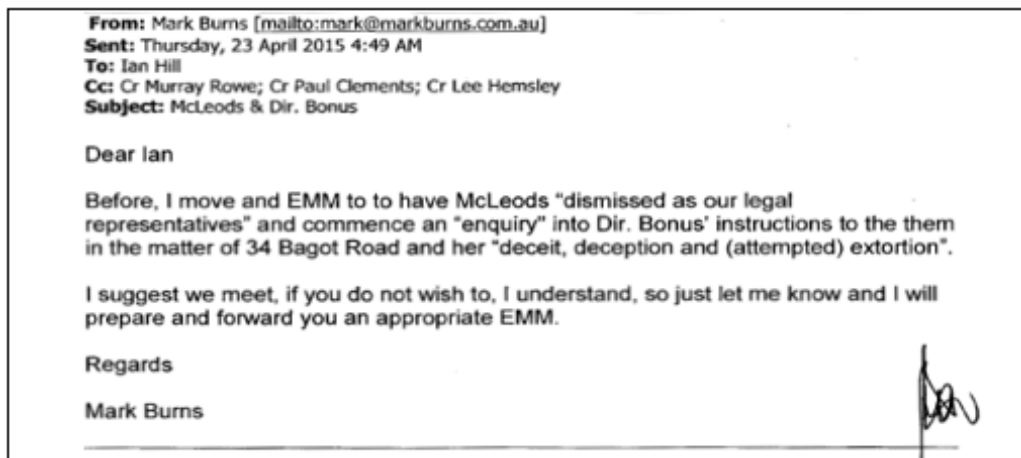 From: Mark Burns [mailto:mark@markburns.com.au]
Sent: Thursday, 23 April 2015 4:49 AM
To: Ian Hill
Cc: Cr Murray Rowe; Cr Paul Clements; Cr Lee Hemsley
Subject: McLeods & Dir. Bonus
Dear Ian
Before, I move and EMM to to have McLeods “dismissed as our legal
representatives” and commence an “enquiry” into Dir. Bonus’ instructions to the them
in the matter of 34 Bagot Road and her “deceit, deception and (attempted) extortion”.
I suggest we meet, if you do not wish to, I understand, so just let me know and I will
prepare and forward you an appropriate EMM.
Regards
Mark Burns